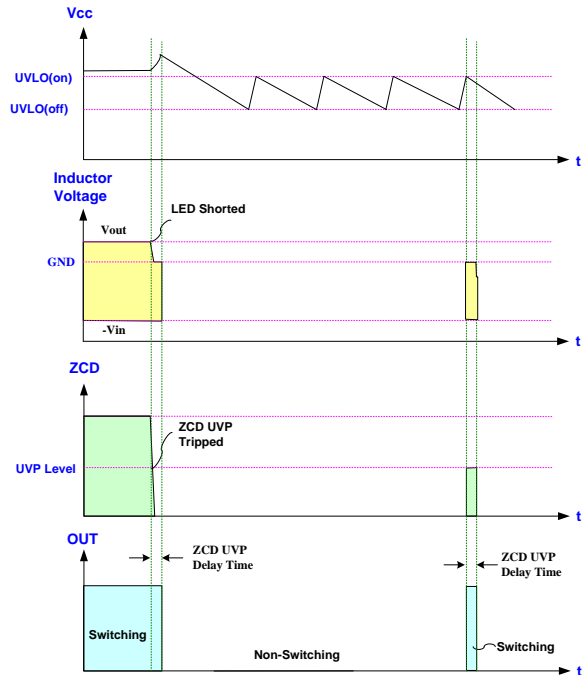 Vcc
UVLO(on)
UVLO(off)
t
Inductor
Voltage
LED Shorted
Vout
GND
-Vin
t
ZCD
ZCD UVP
Tripped
UVP Level
t
OUT
ZCD UVP
Delay Time
ZCD UVP
Delay Time
Switching
Non-Switching
Switching
t